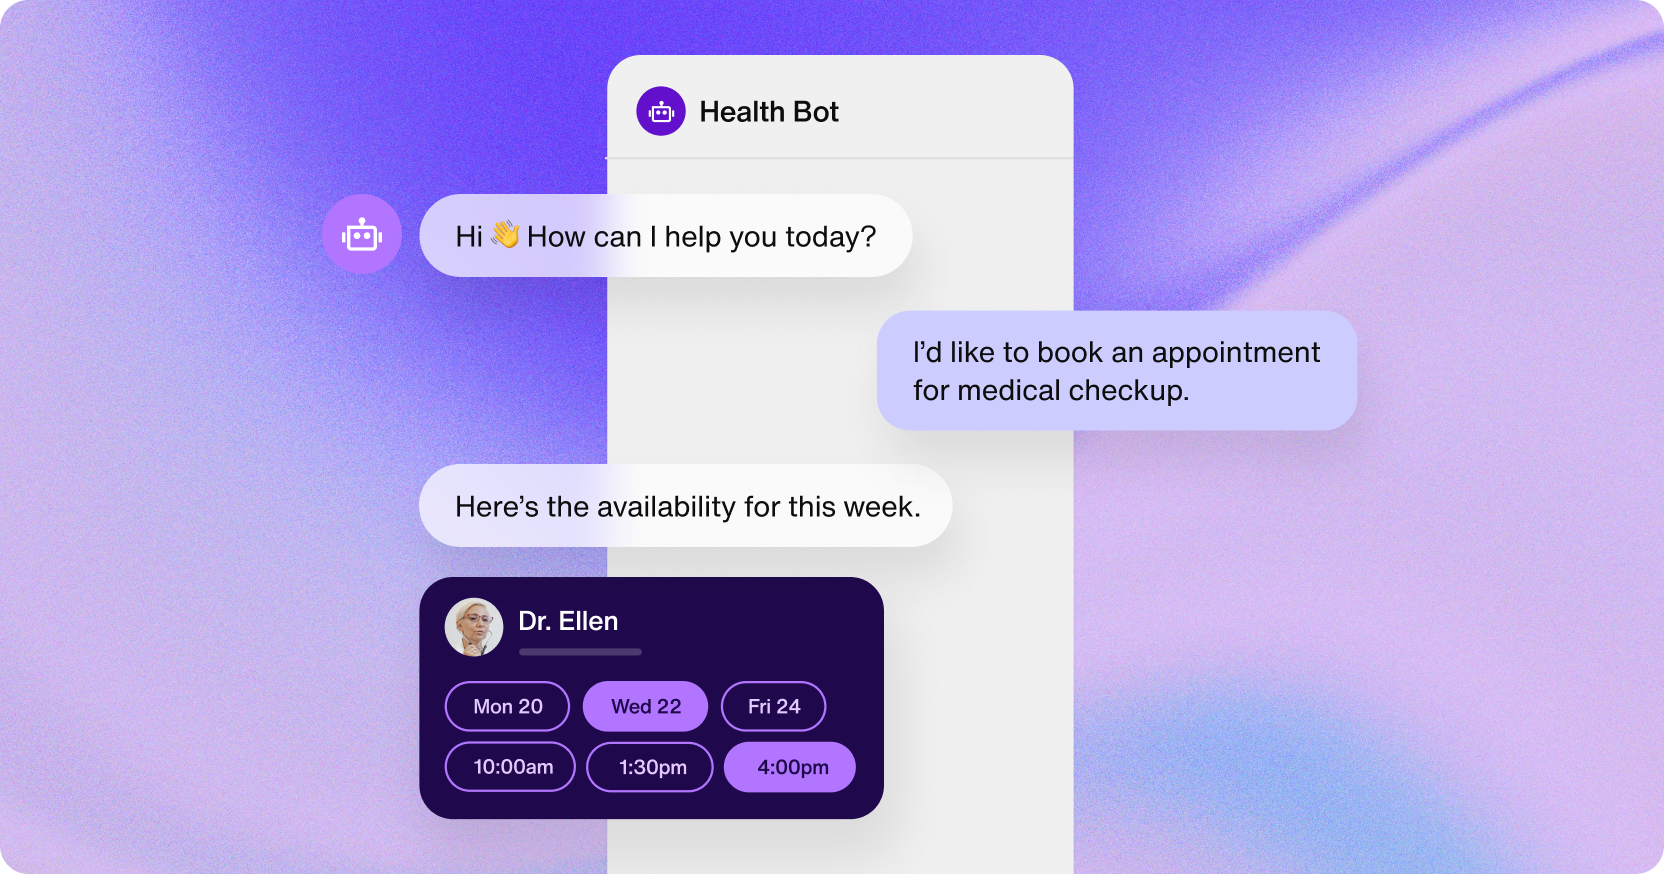 Health Bot
Hi 👋 How can I help you today?
I’d like to book an appointment
for medical checkup.
Here’s the availability for this week.
Dr. Ellen
Mon 20 Wed 22 Fri 24
10:00am 1:30pm 4:00pm